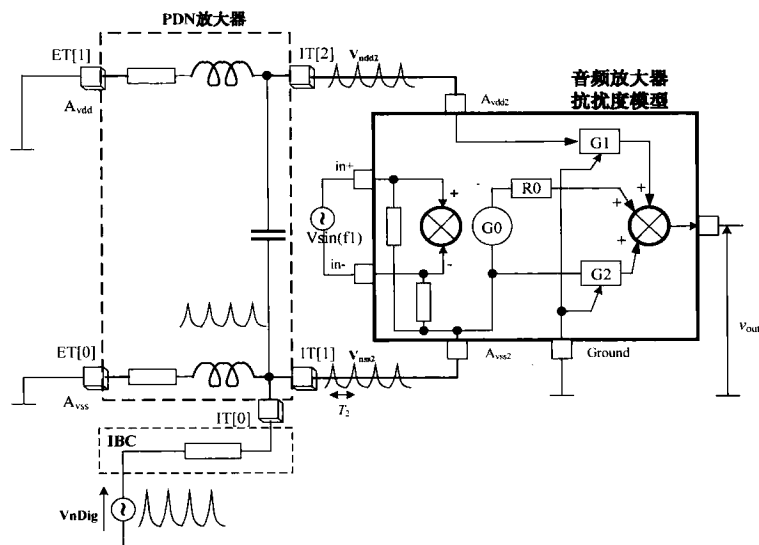 PDN放大器
ET[1]
IT[2]
Vndd2
Avdd
Avdd2
音频放大器
抗扰度模型
G1
in+
+
-
R0
+
+
Vsin(f1)
G0
+
in-
-
G2
vout
ET[0]
IT[1]
Vnss2
Avss2
Ground
Avss
T2
IT[0]
IBC
VnDig